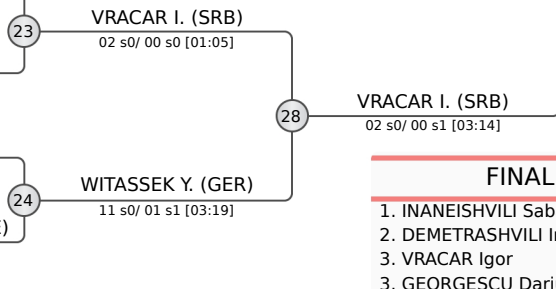 VRACAR I. (SRB)
23
02 s0/ 00 s0 [01:05]
VRACAR I. (SRB)
28
02 s0/ 00 s1 [03:14]
WITASSEK Y. (GER)
24
11 s0/ 01 s1 [03:19]
)
FINAL
1. INANEISHVILI
2. DEMETRASHVILI
3. VRACAR Igor
3. GEORGESCU